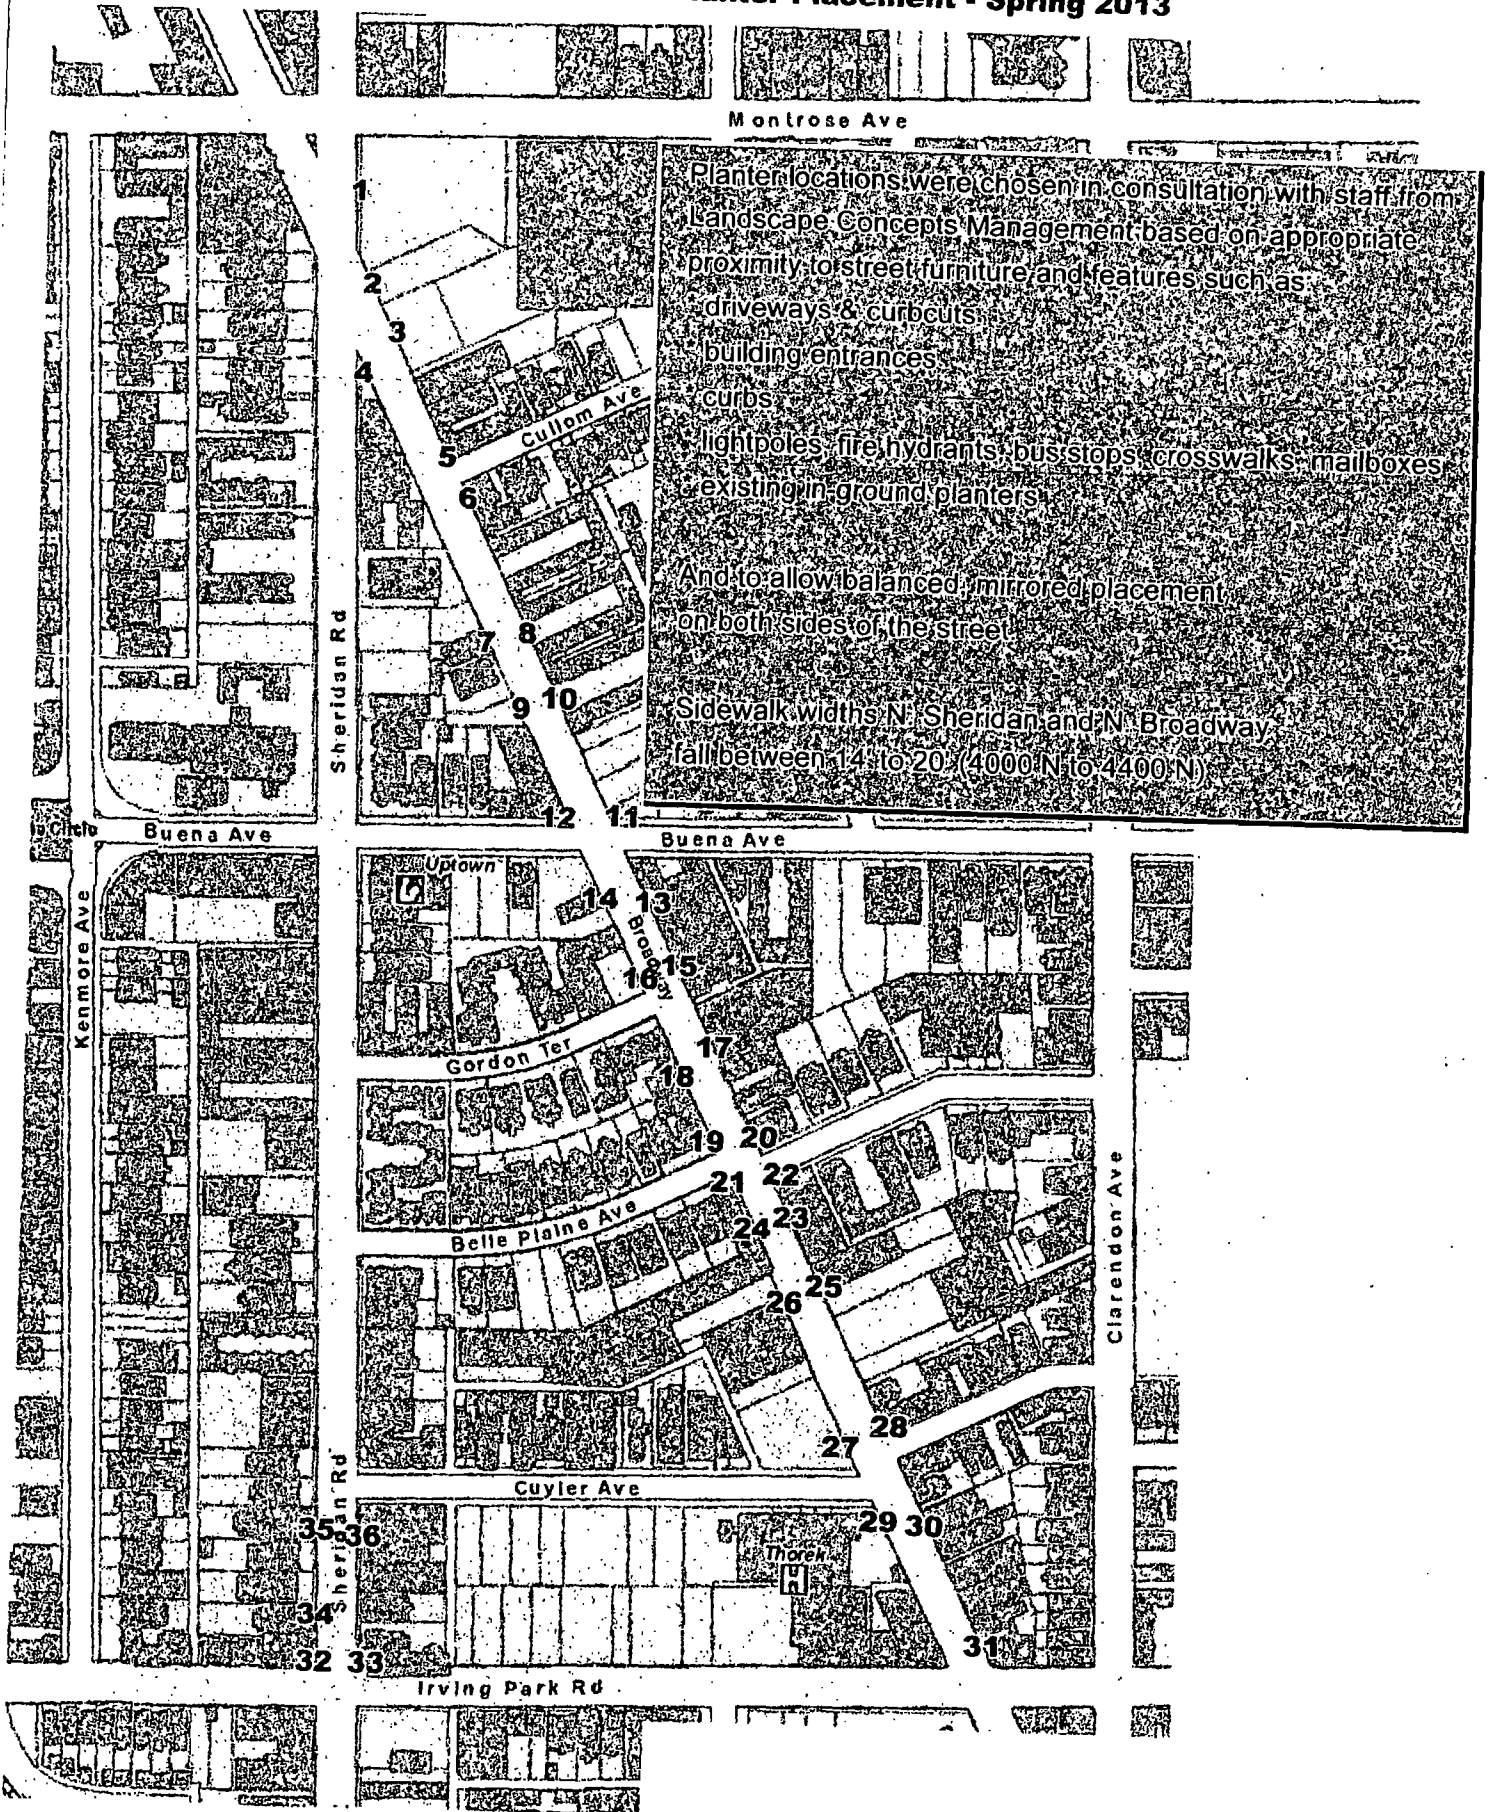 Placement - Spring 2013
Montrose Ave
Planter locations were chosen in consultation with staff from
Landscape Concepts Management based on appropriate
proximity to street furniture and features such as:
driveways & curbcuts
building entrances
curbs
lightpoles, fire hydrants, bus stops, crosswalks, mailboxes
existing in ground planters
And to allow balanced, mirrored placement
on both sides of the street
Sidewalk widths N. Sheridan and N. Broadway
fall between 14' to 20' (4000 N to 4400 N)
1
2
3
4
Cullom Ave
5
6
Sheridan Rd
7
8
9
10
12
11
Buena Ave
Buena Ave
Uptown
Kenmore Ave
14
13
Broadway
15
16
Gordon Ter
17
18
19
20
21
22
Belle Plaine Ave
23
24
25
26
Clarendon Ave
28
27
Cuyler Ave
Sheridan Rd
35
36
29
30
Thorek
H
34
31
32
33
Irving Park Rd